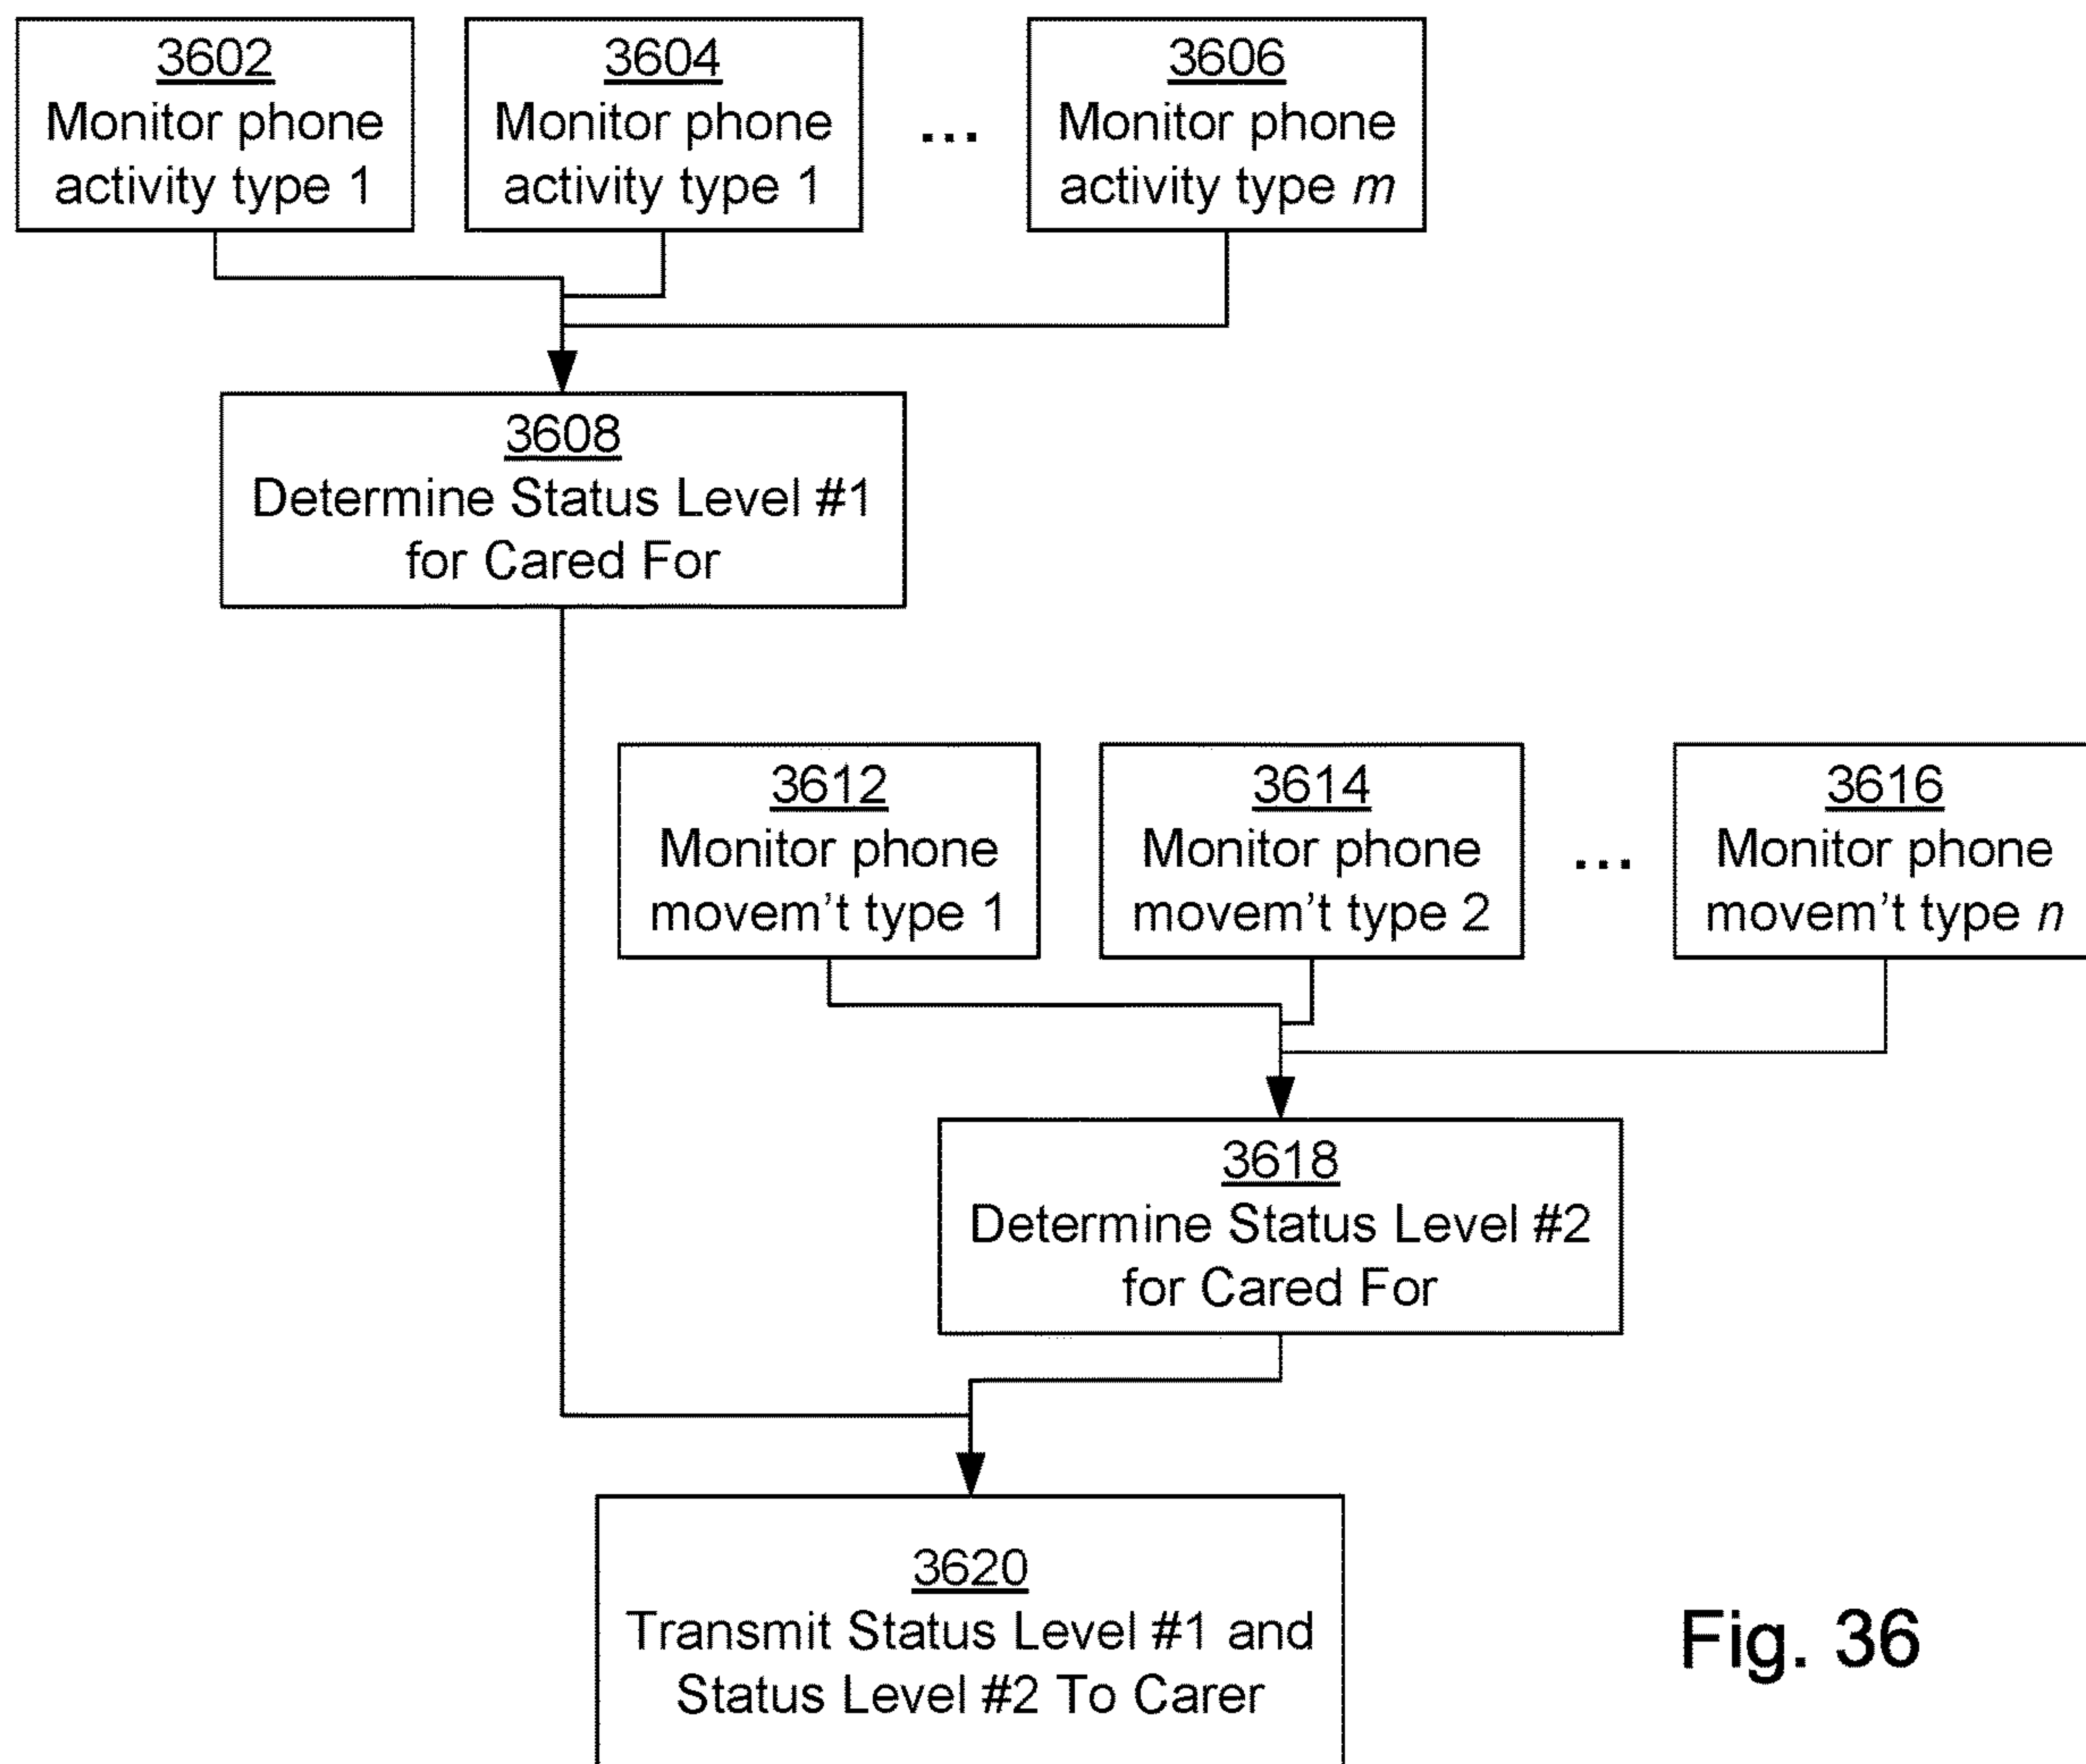 3602
Monitor phone
activity type 1
3604
Monitor phone
activity type 1
...
3606
Monitor phone
activity type m
3608
Determine Status Level #1
for Cared For
3612
Monitor phone
movem't type 1
3614
Monitor phone
movem't type 2
...
3616
Monitor phone
movem't type n
3618
Determine Status Level #2
for Cared For
3620
Transmit Status Level #1 and
Status Level #2 To Carer
Fig. 36